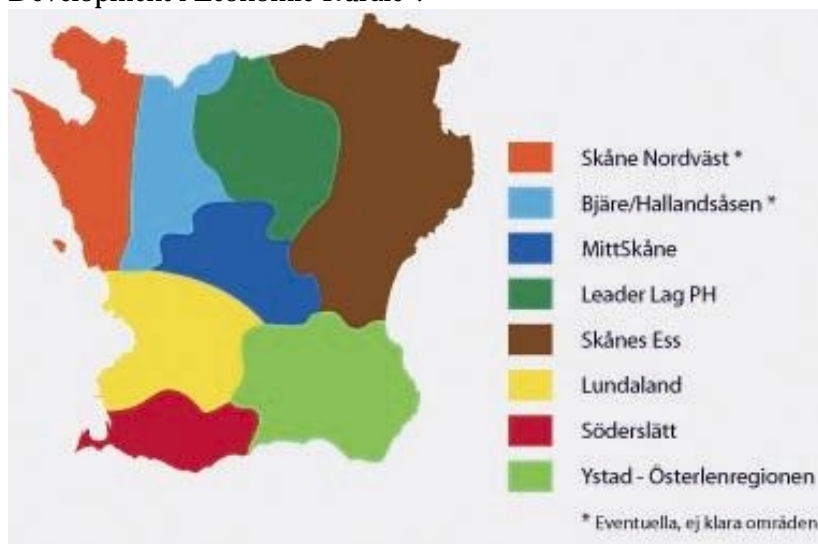 Skåne Nordväst *
Bjäre/Hallandsåsen *
MittSkåne
Leader Lag PH
Skånes Ess
Lundaland
Söderslätt
Ystad - Österlenregionen
* Eventuella, ej klara områden